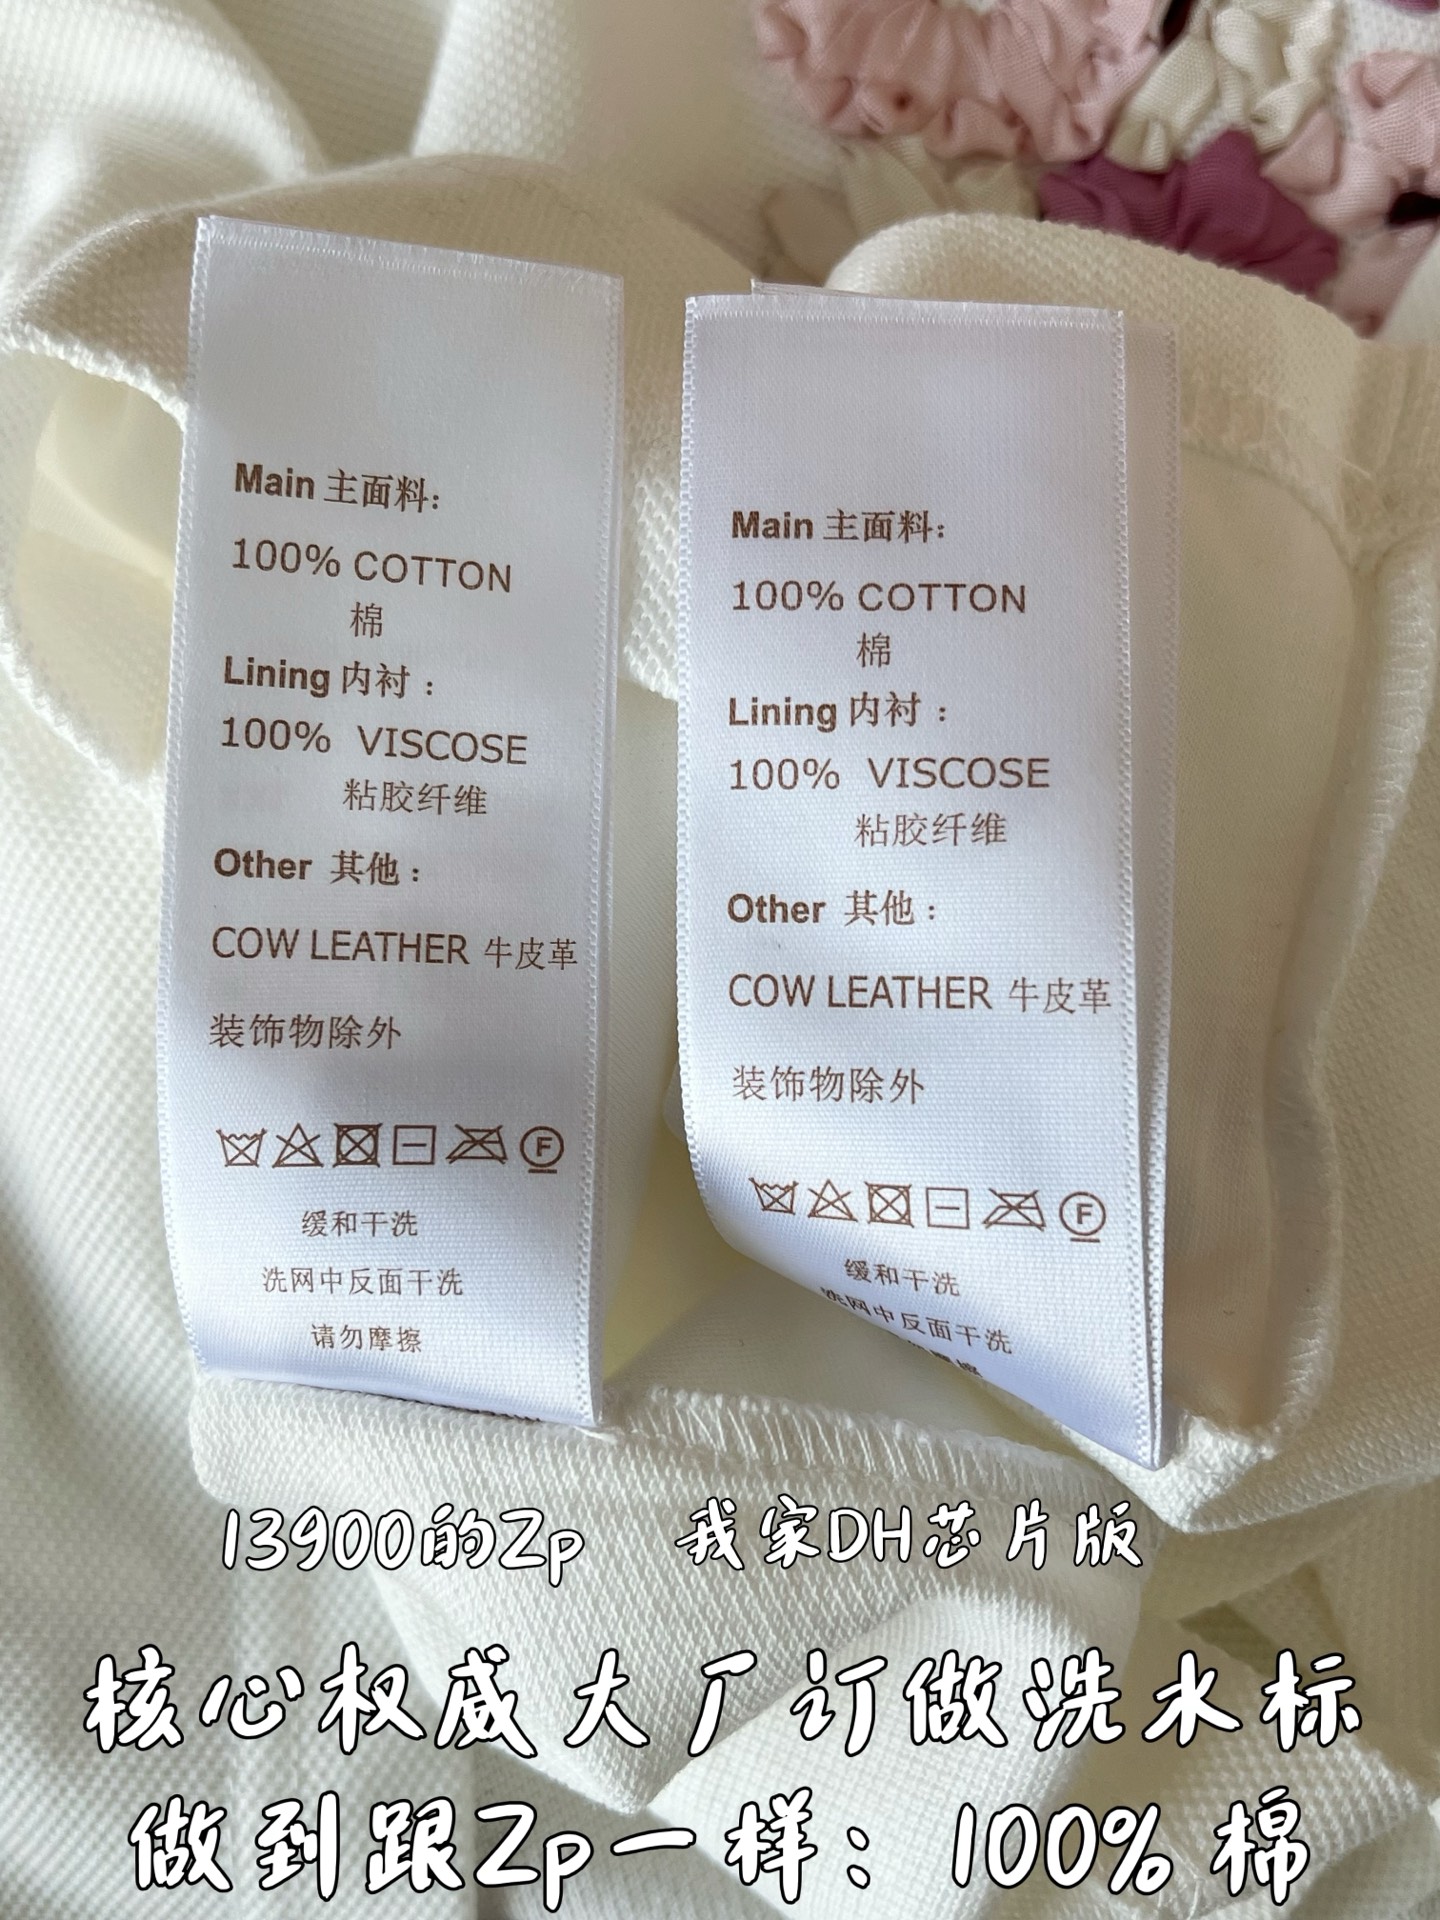 Main 主面料:
100% COTTON
棉
Lining 内衬：
100% VISCOSE
粘胶纤维
Other 其他：
COW LEATHER 牛皮革
装饰物除外
F
缓和干洗
洗网中反面干洗
请勿摩擦
Main 主面料:
100% COTTON
棉
Lining 内衬：
100% VISCOSE
粘胶纤维
Other 其他：
COW LEATHER 牛皮革
装饰物除外
F
缓和干洗
洗网中反面干洗
摩擦
13900的Zp 我家DH芯片版
核心权威大厂订做洗水标
做到跟Zp一样：100%棉